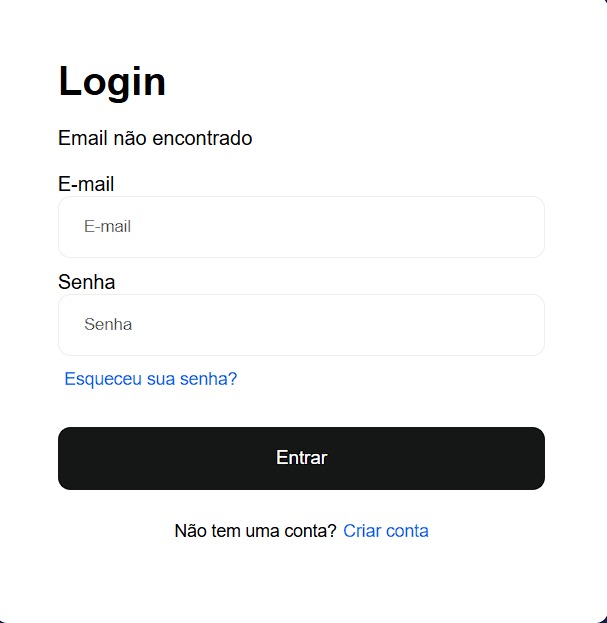 Login
Email não encontrado
E-mail
E-mail
Senha
Senha
Esqueceu sua senha?
Entrar
Não tem uma conta? Criar conta